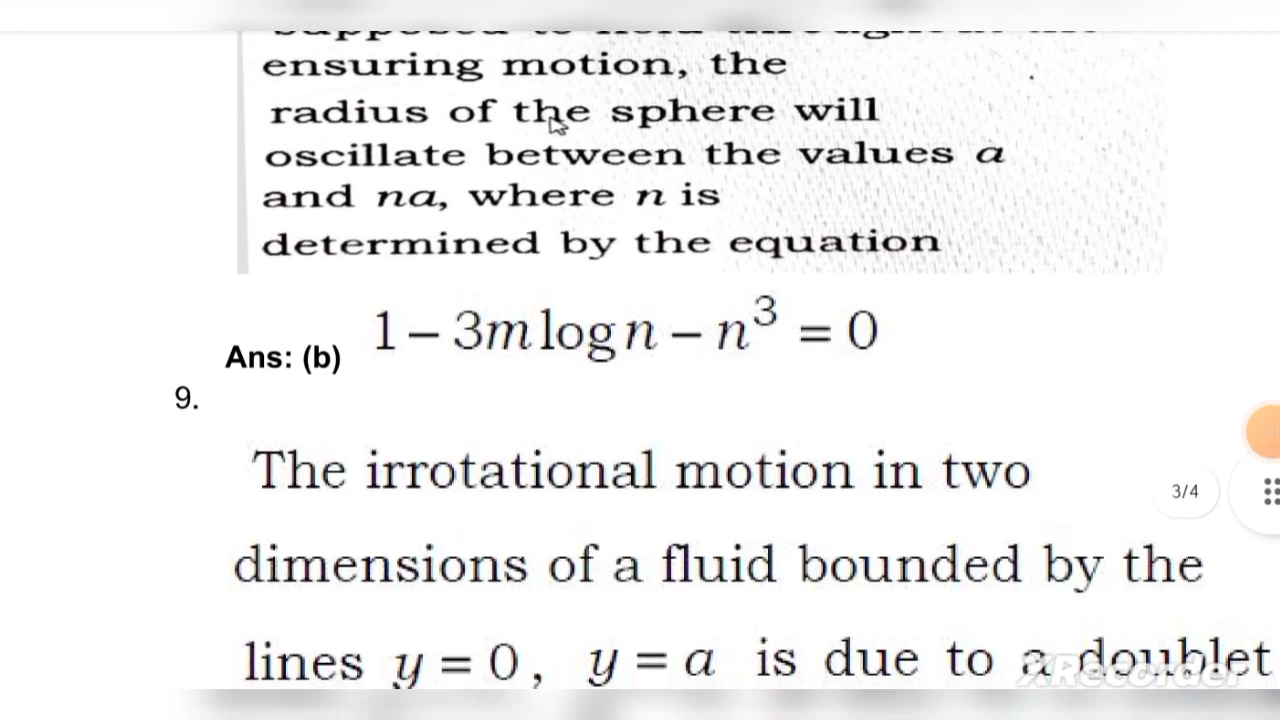 ensuring motion, the
radius of the sphere will
oscillate between the values a
and na, where n is
determined by the equation
Ans: (b) 1 – 3m log n – n³ = 0
9.
The irrotational motion in two
3/4
dimensions of a fluid bounded by the
lines y = 0, y = a is due to a doublet
XRecorder